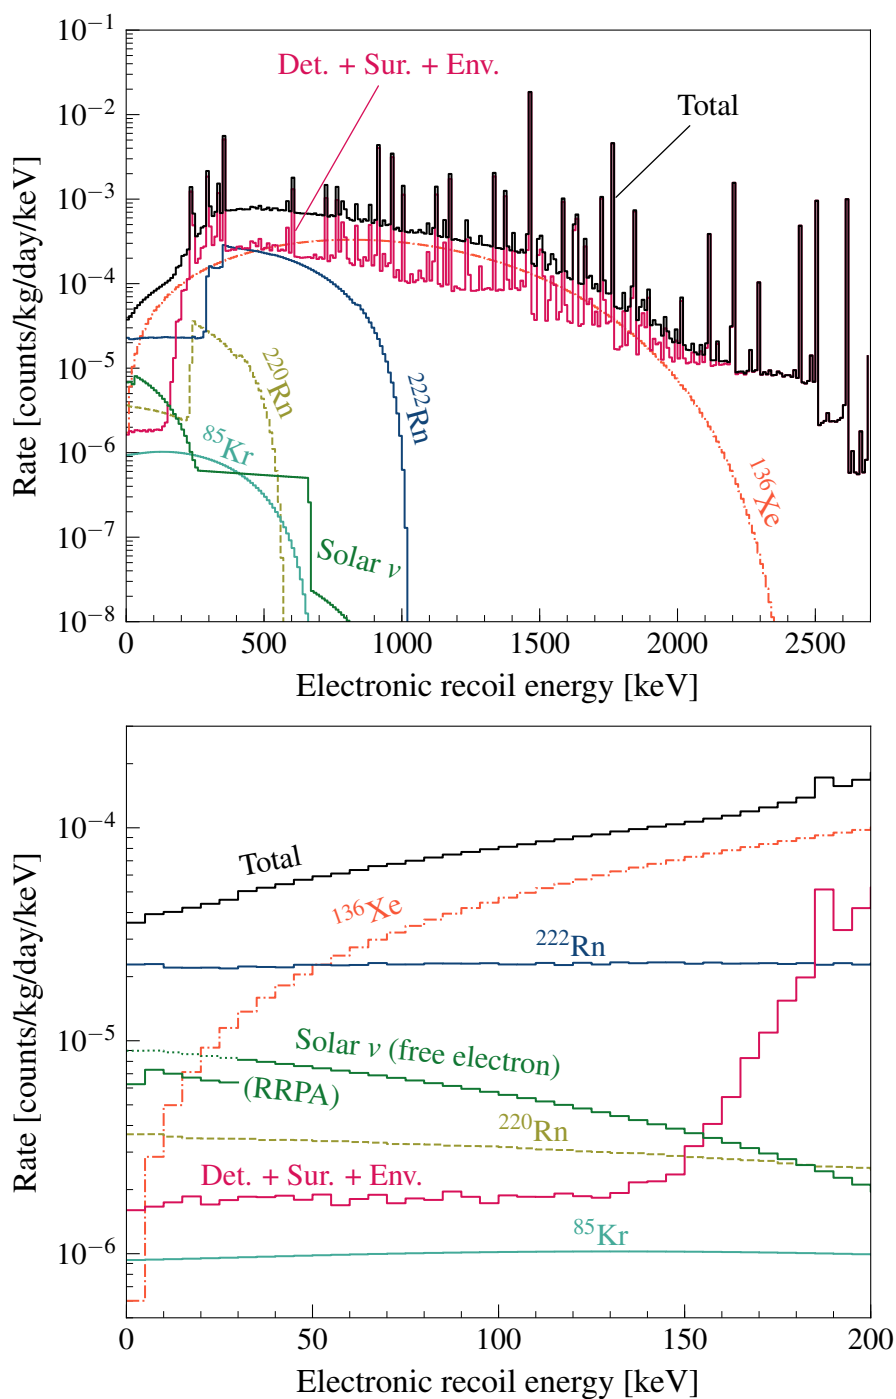 10⁻¹
10⁻²
10⁻³
10⁻⁴
10⁻⁵
10⁻⁶
10⁻⁷
10⁻⁸
Rate [counts/kg/day/keV]
Det. + Sur. + Env.
Total
²²⁰Rn
²²²Rn
⁸⁵Kr
Solar ν
¹³⁶Xe
0 500 1000 1500 2000 2500
Electronic recoil energy [keV]
10⁻⁴
10⁻⁵
10⁻⁶
Rate [counts/kg/day/keV]
Total
¹³⁶Xe
²²²Rn
Solar ν (free electron)
(RRPA)
²²⁰Rn
Det. + Sur. + Env.
⁸⁵Kr
0 50 100 150 200
Electronic recoil energy [keV]